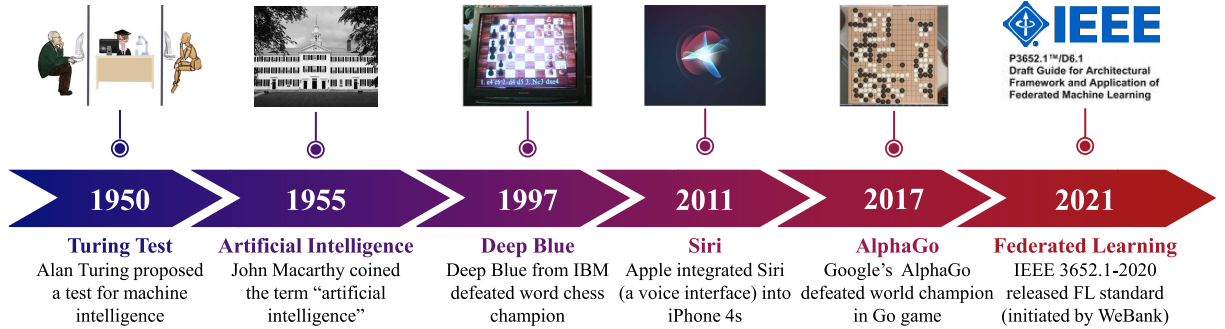 IEEE
P3652.1™/D6.1
Draft Guide for Architectural
Framework and Application of
Federated Machine Learning
1950
1955
1997
2011
2017
2021
Turing Test
Alan Turing proposed
a test for machine
intelligence
Artificial Intelligence
John Macarthy coined
the term “artificial
intelligence”
Deep Blue
Deep Blue from IBM
defeated word chess
champion
Siri
Apple integrated Siri
(a voice interface) into
iPhone 4s
AlphaGo
Google’s AlphaGo
defeated world champion
in Go game
Federated Learning
IEEE 3652.1-2020
released FL standard
(initiated by WeBank)